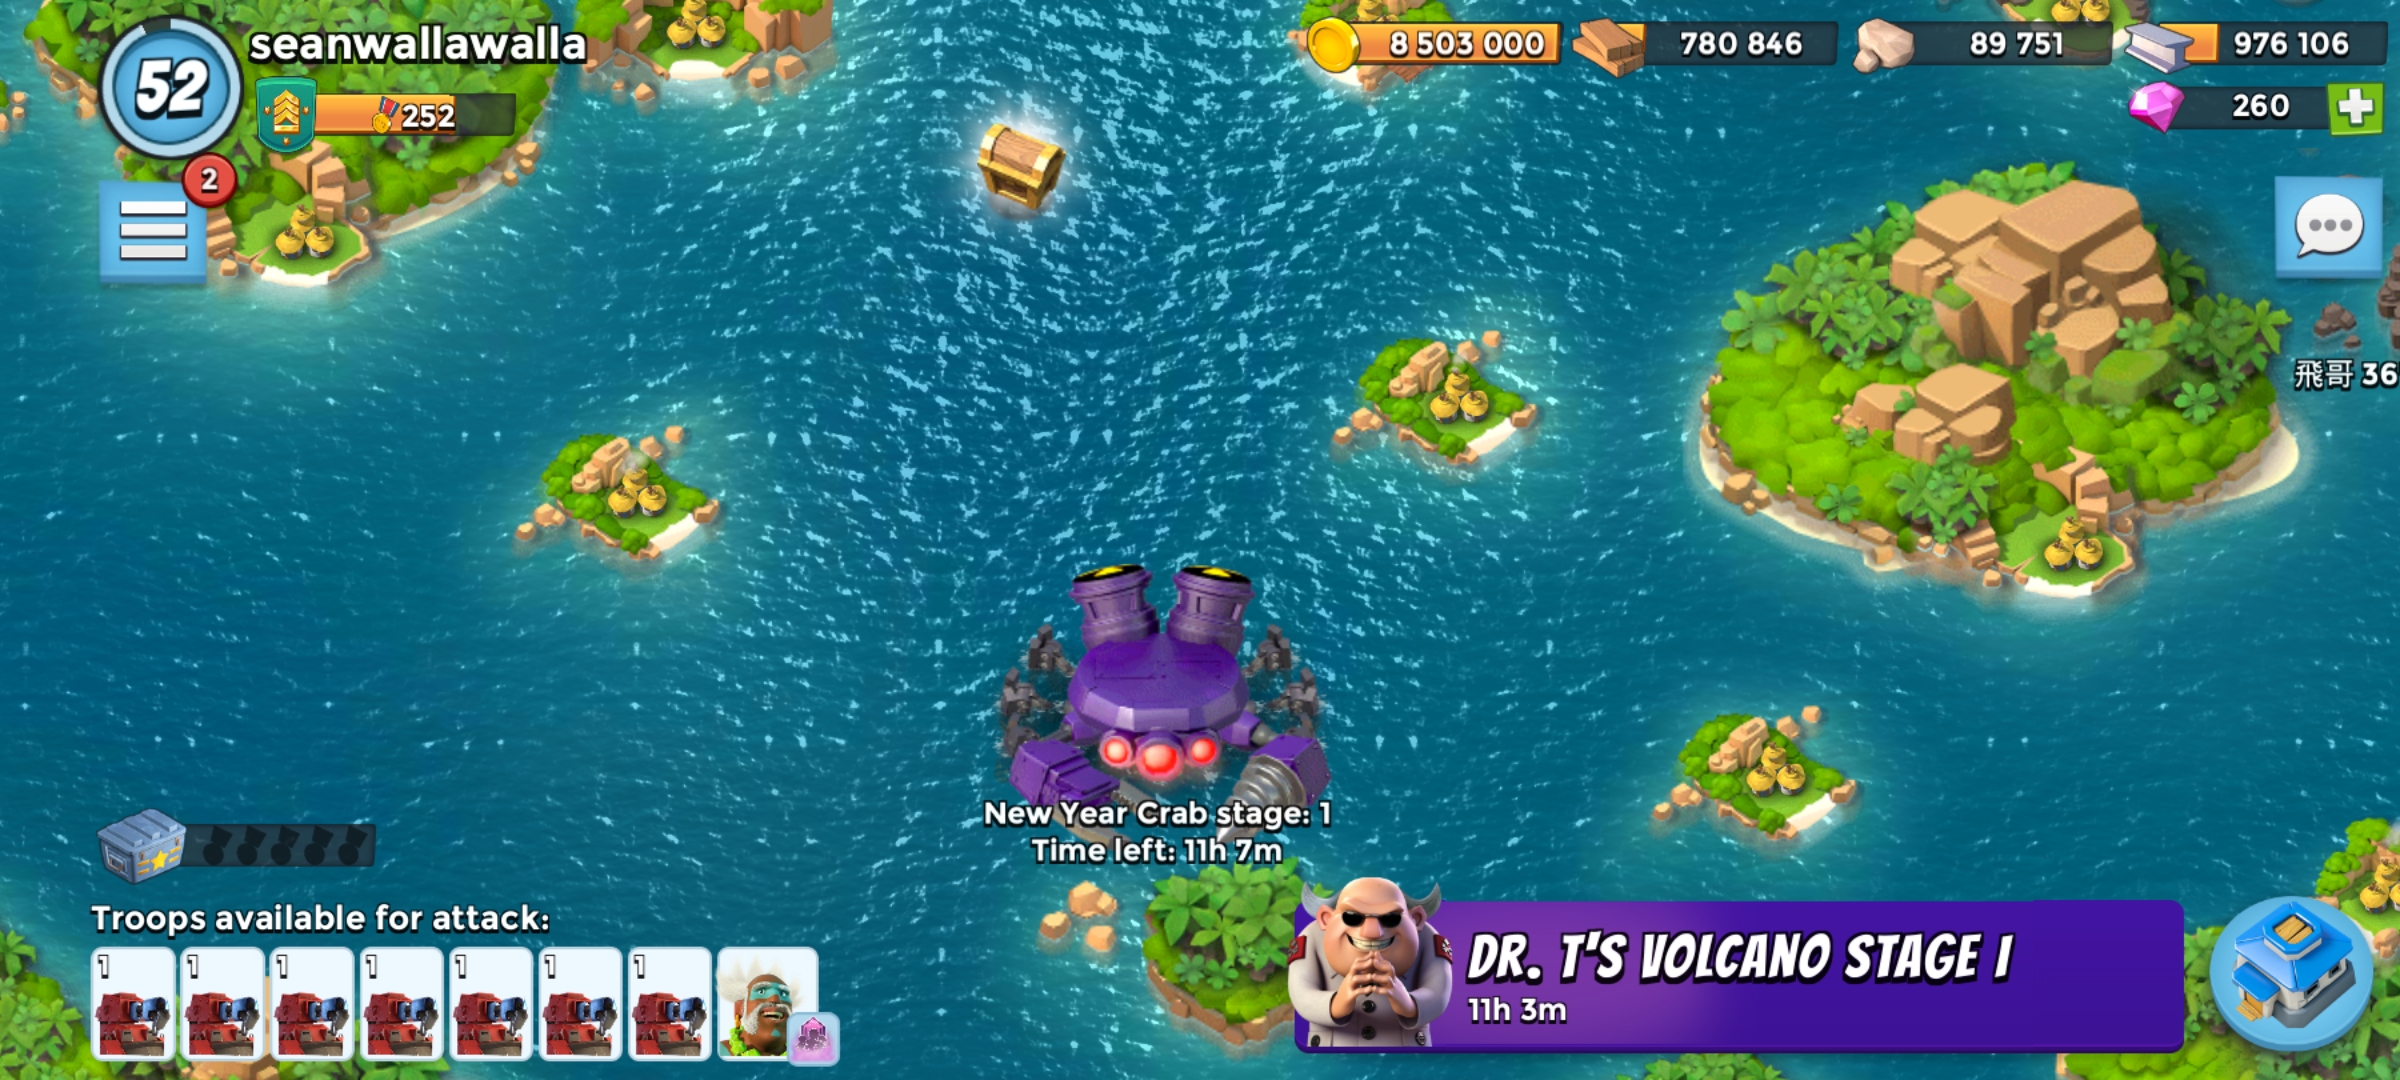 52
seanwallawalla
252
2
8 503 000
780 846
89 751
976 106
260
飛哥 36
New Year Crab stage: 1
Time left: 11h 7m
Troops available for attack:
1 1 1 1 1 1 1
DR. T'S VOLCANO STAGE I
11h 3m